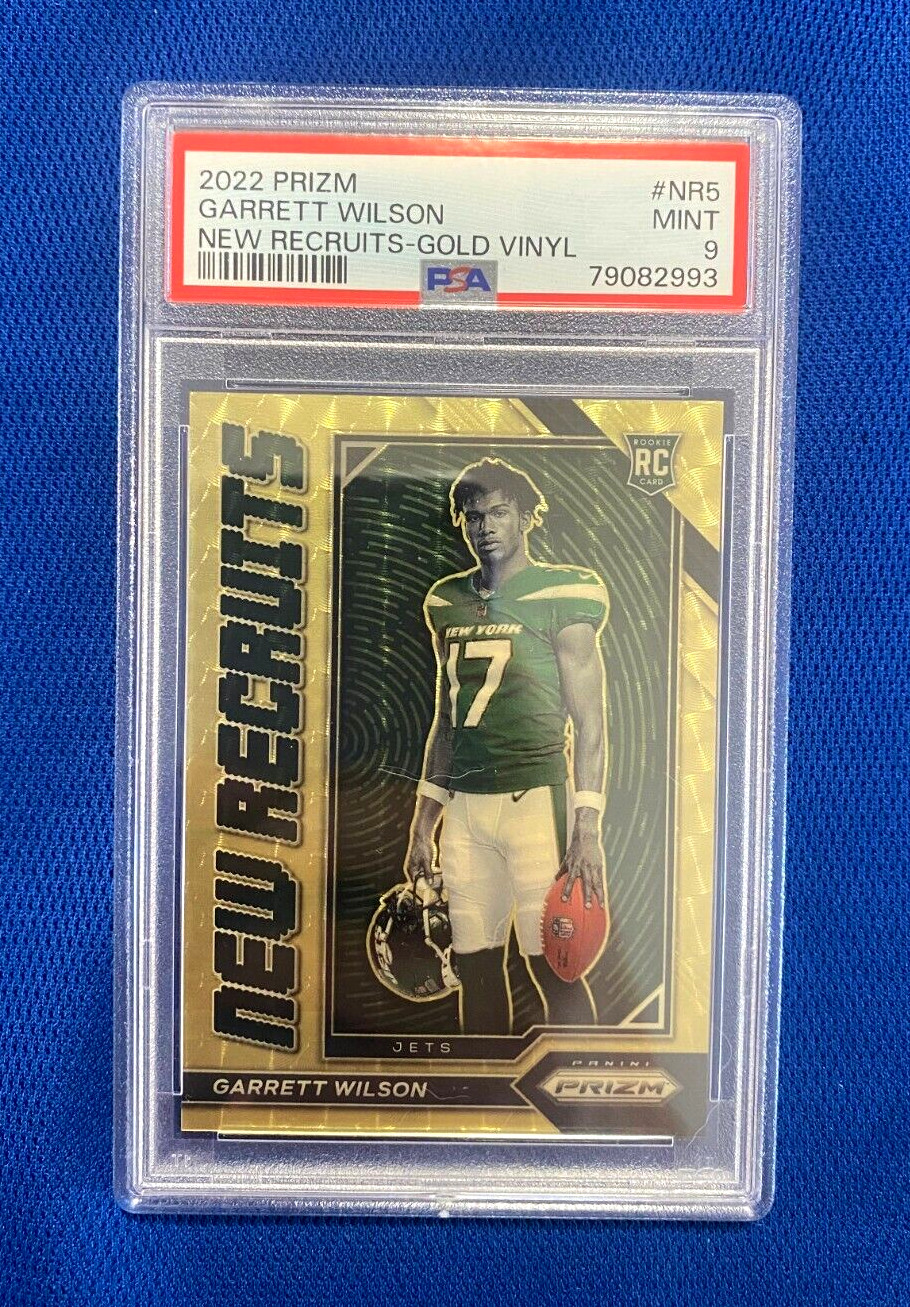 2022 PRIZM #NR5
GARRETT WILSON MINT
NEW RECRUITS-GOLD VINYL 9
PSA 79082993
NEW RECRUITS
ROOKIE
RC
CARD
NEW YORK
17
JETS
PANINI
GARRETT WILSON PRIZM